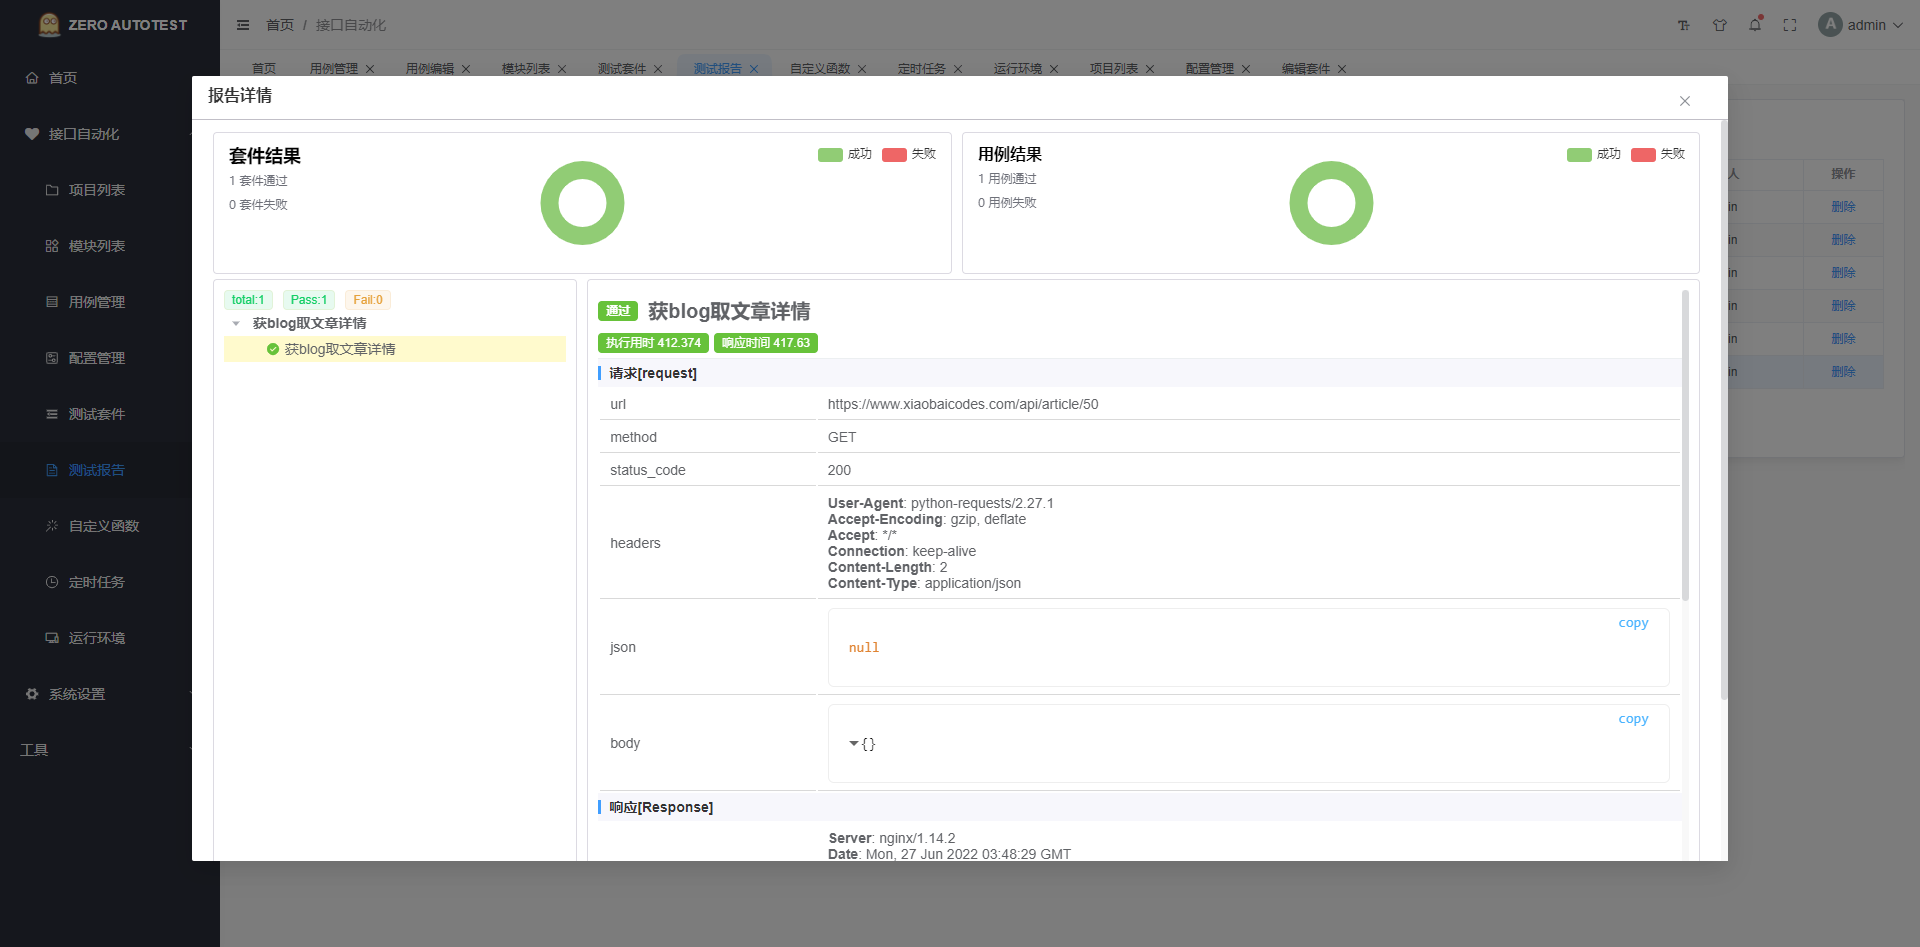 ZERO AUTOTEST
首页 / 接口自动化
A admin
首页
用例管理
用例编辑
模块列表
测试套件
测试报告
自定义函数
定时任务
运行环境
项目列表
配置管理
编辑套件
首页
接口自动化
项目列表
模块列表
用例管理
配置管理
测试套件
测试报告
自定义函数
定时任务
运行环境
系统设置
工具
报告详情
套件结果
1 套件通过
0 套件失败
成功 失败
用例结果
1 用例通过
0 用例失败
成功 失败
total:1 Pass:1 Fail:0
获blog取文章详情
获blog取文章详情
通过 获blog取文章详情
执行用时 412.374 响应时间 417.63
请求[request]
url https://www.xiaobaicodes.com/api/article/50
method GET
status_code 200
headers
User-Agent: python-requests/2.27.1
Accept-Encoding: gzip, deflate
Accept: */*
Connection: keep-alive
Content-Length: 2
Content-Type: application/json
copy
json null
copy
body {}
响应[Response]
Server: nginx/1.14.2
Date: Mon, 27 Jun 2022 03:48:29 GMT
人 操作
in 删除
in 删除
in 删除
in 删除
in 删除
in 删除